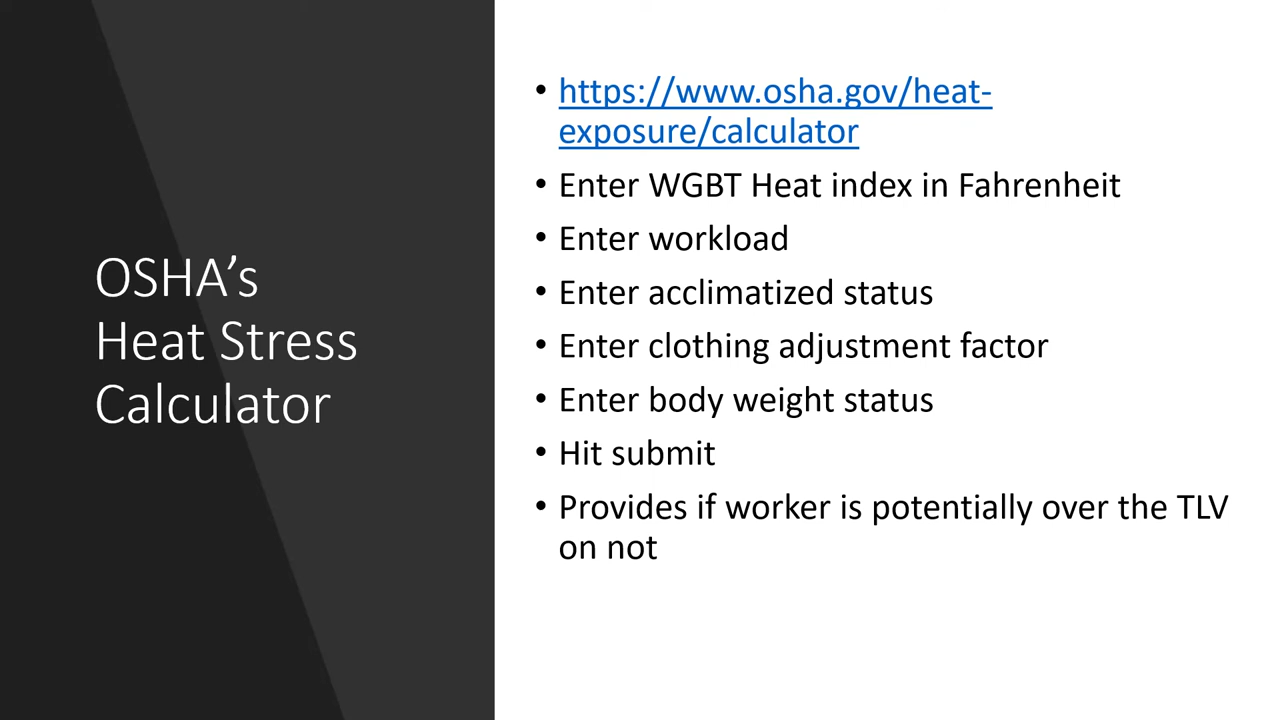 OSHA's
Heat Stress
Calculator
• https://www.osha.gov/heat-
exposure/calculator
• Enter WGBT Heat index in Fahrenheit
• Enter workload
• Enter acclimatized status
• Enter clothing adjustment factor
• Enter body weight status
• Hit submit
• Provides if worker is potentially over the TLV
on not